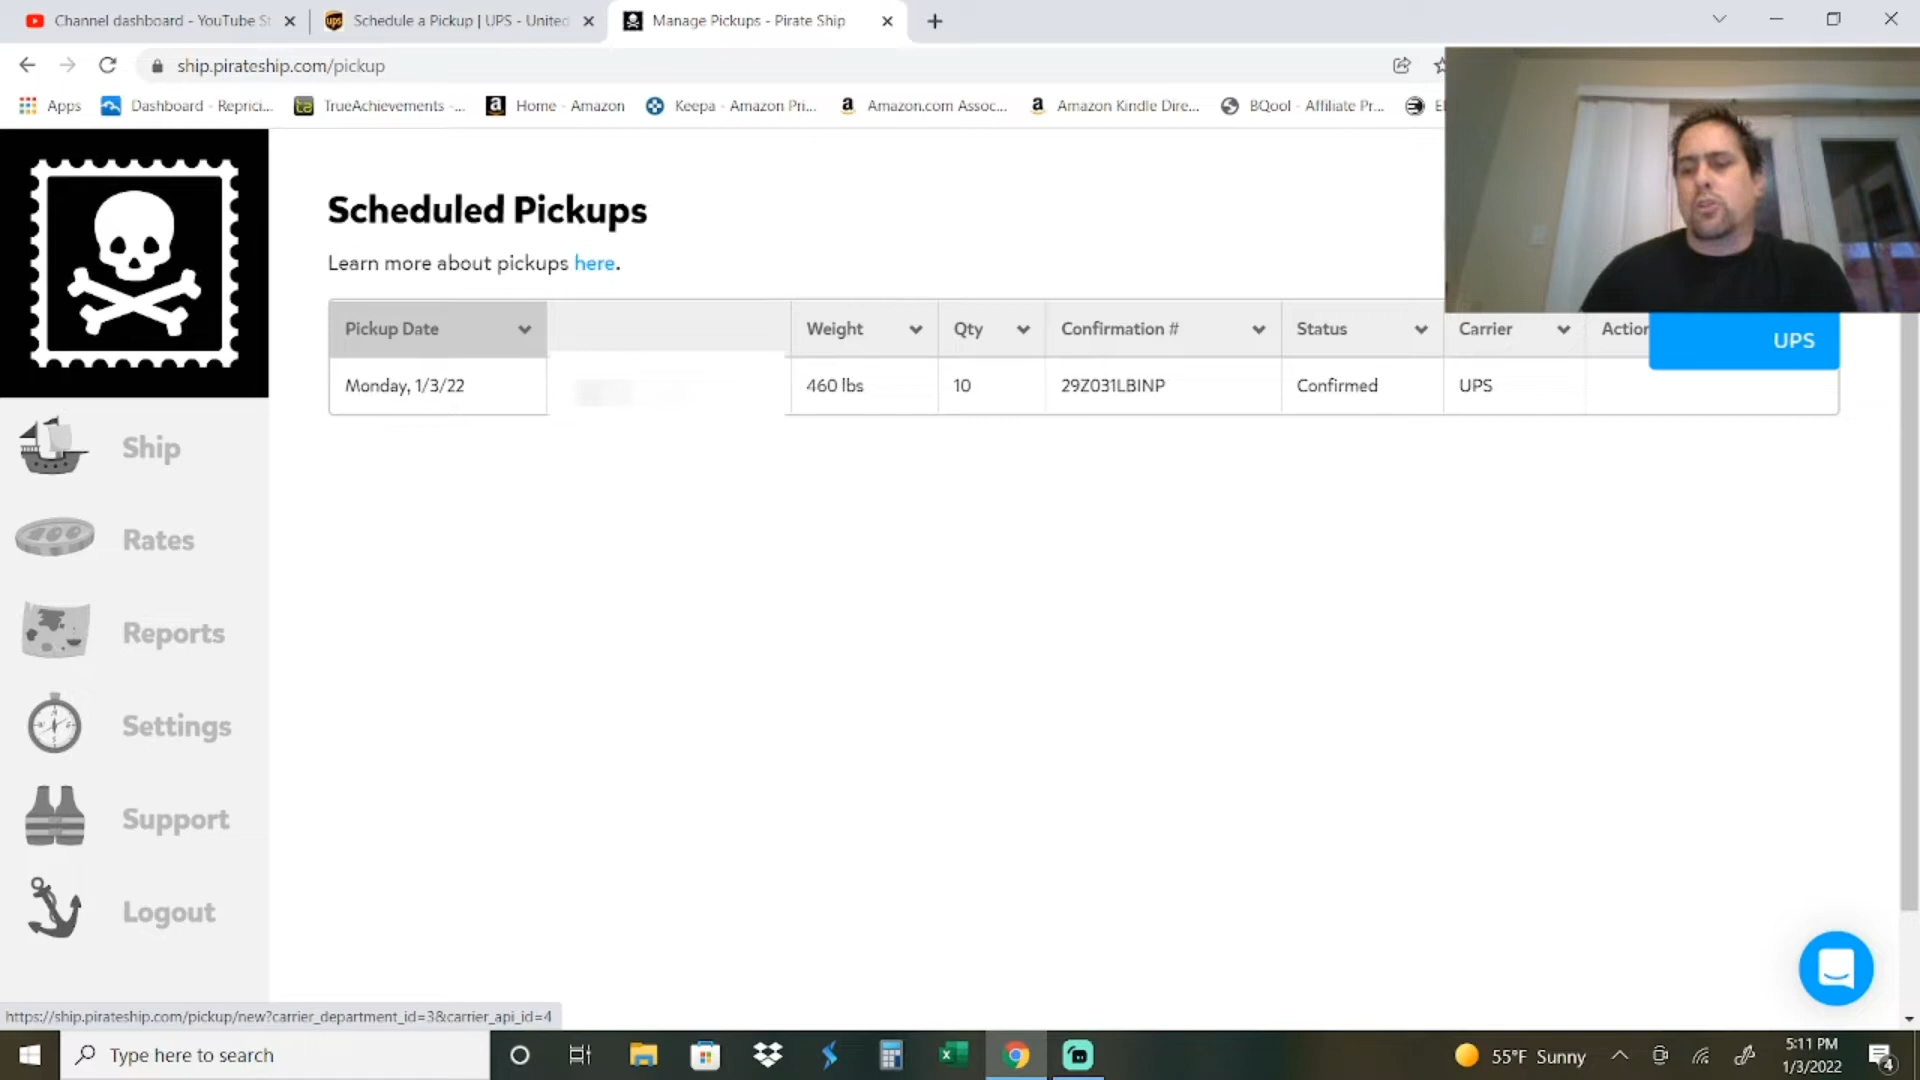 Channel dashboard - YouTube St
Schedule a Pickup | UPS - United
Manage Pickups - Pirate Ship
ship.pirateship.com/pickup
Apps
Dashboard - Reprici...
TrueAchievements -...
Home - Amazon
Keepa - Amazon Pri...
Amazon.com Assoc...
Amazon Kindle Dire...
BQool - Affiliate Pr...
Scheduled Pickups
Learn more about pickups here.
Pickup Date Weight Qty Confirmation # Status Carrier Action
UPS
Monday, 1/3/22 460 lbs 10 29Z031LBINP Confirmed UPS
Ship
100
Rates
Reports
Settings
Support
Logout
https://ship.pirateship.com/pickup/new?carrier_department_id=3&carrier_api_id=4
Type here to search
55°F Sunny
5:11 PM
1/3/2022
4